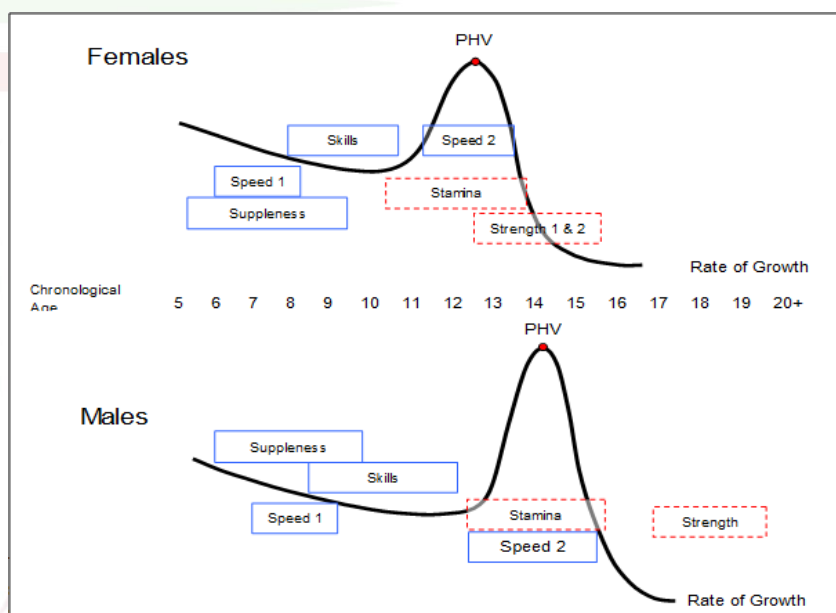 PHV
Females
Skills
Speed 2
Speed 1
Stamina
Suppleness
Strength 1 & 2
Rate of Growth
Chronological
Age
5 6 7 8 9 10 11 12 13 14 15 16 17 18 19 20+
PHV
Males
Suppleness
Skills
Speed 1
Stamina
Strength
Speed 2
Rate of Growth